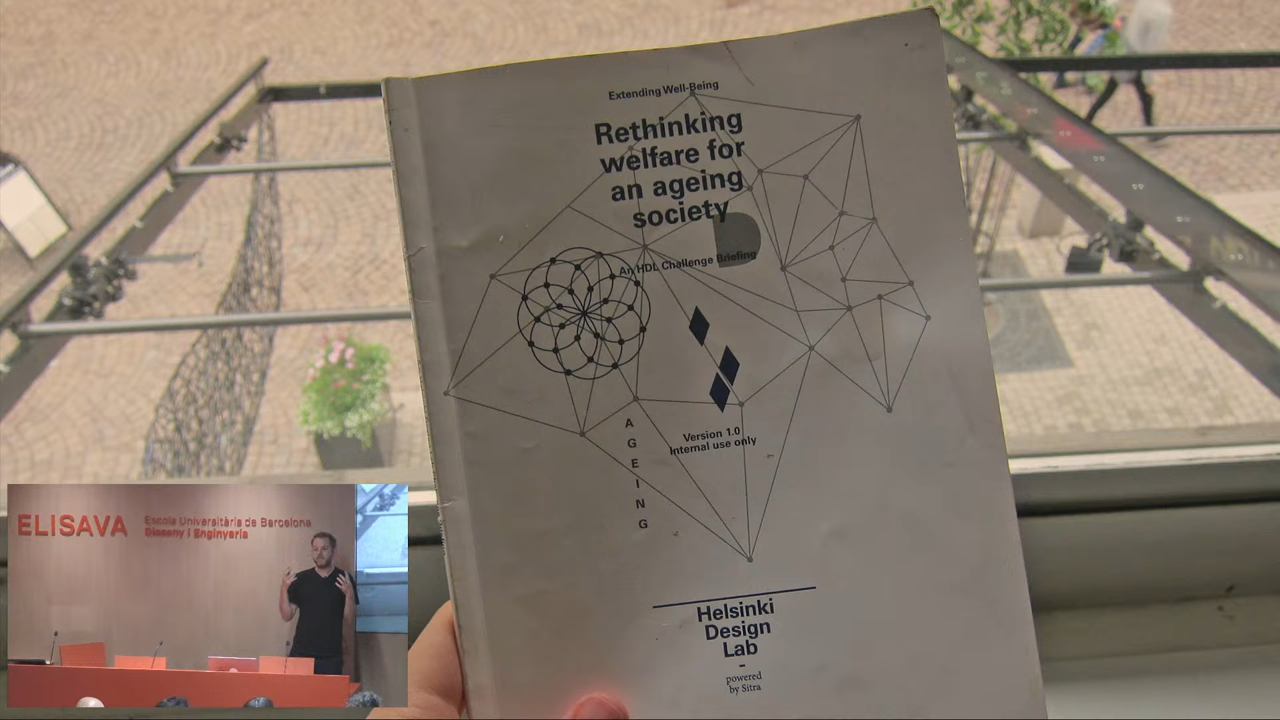 Extending Well-Being
Rethinking
welfare for
an ageing
society
An HDL Challenge Briefing
Version 1.0
Internal use only
AGEING
Helsinki
Design
Lab
powered
by Sitra
ELISAVA
Escola Universitària de Barcelona
Disseny i Enginyeria